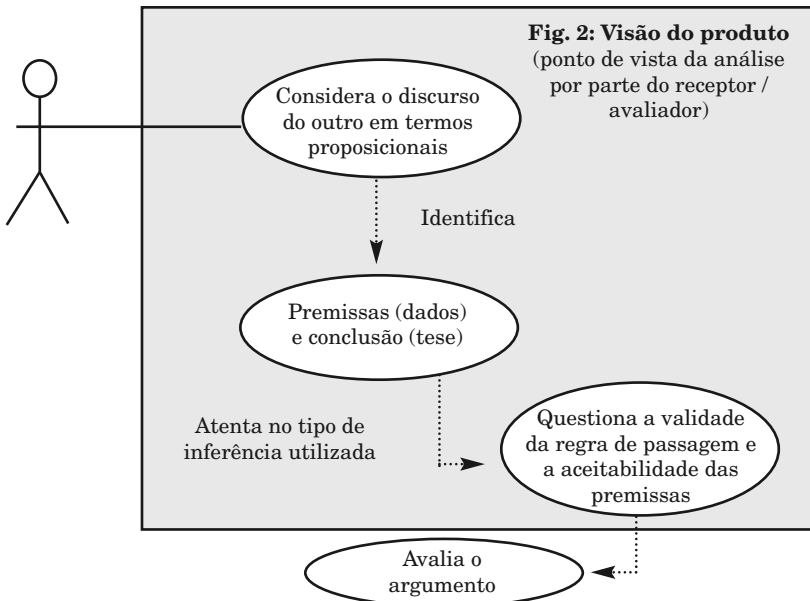 Fig. 2: Visão do produto
(ponto de vista da análise
por parte do receptor /
avaliador)
Considera o discurso
do outro em termos
proposicionais
Identifica
Premissas (dados)
e conclusão (tese)
Atenta no tipo de
inferência utilizada
Questiona a validade
da regra de passagem e
a aceitabilidade das
premissas
Avalia o
argumento